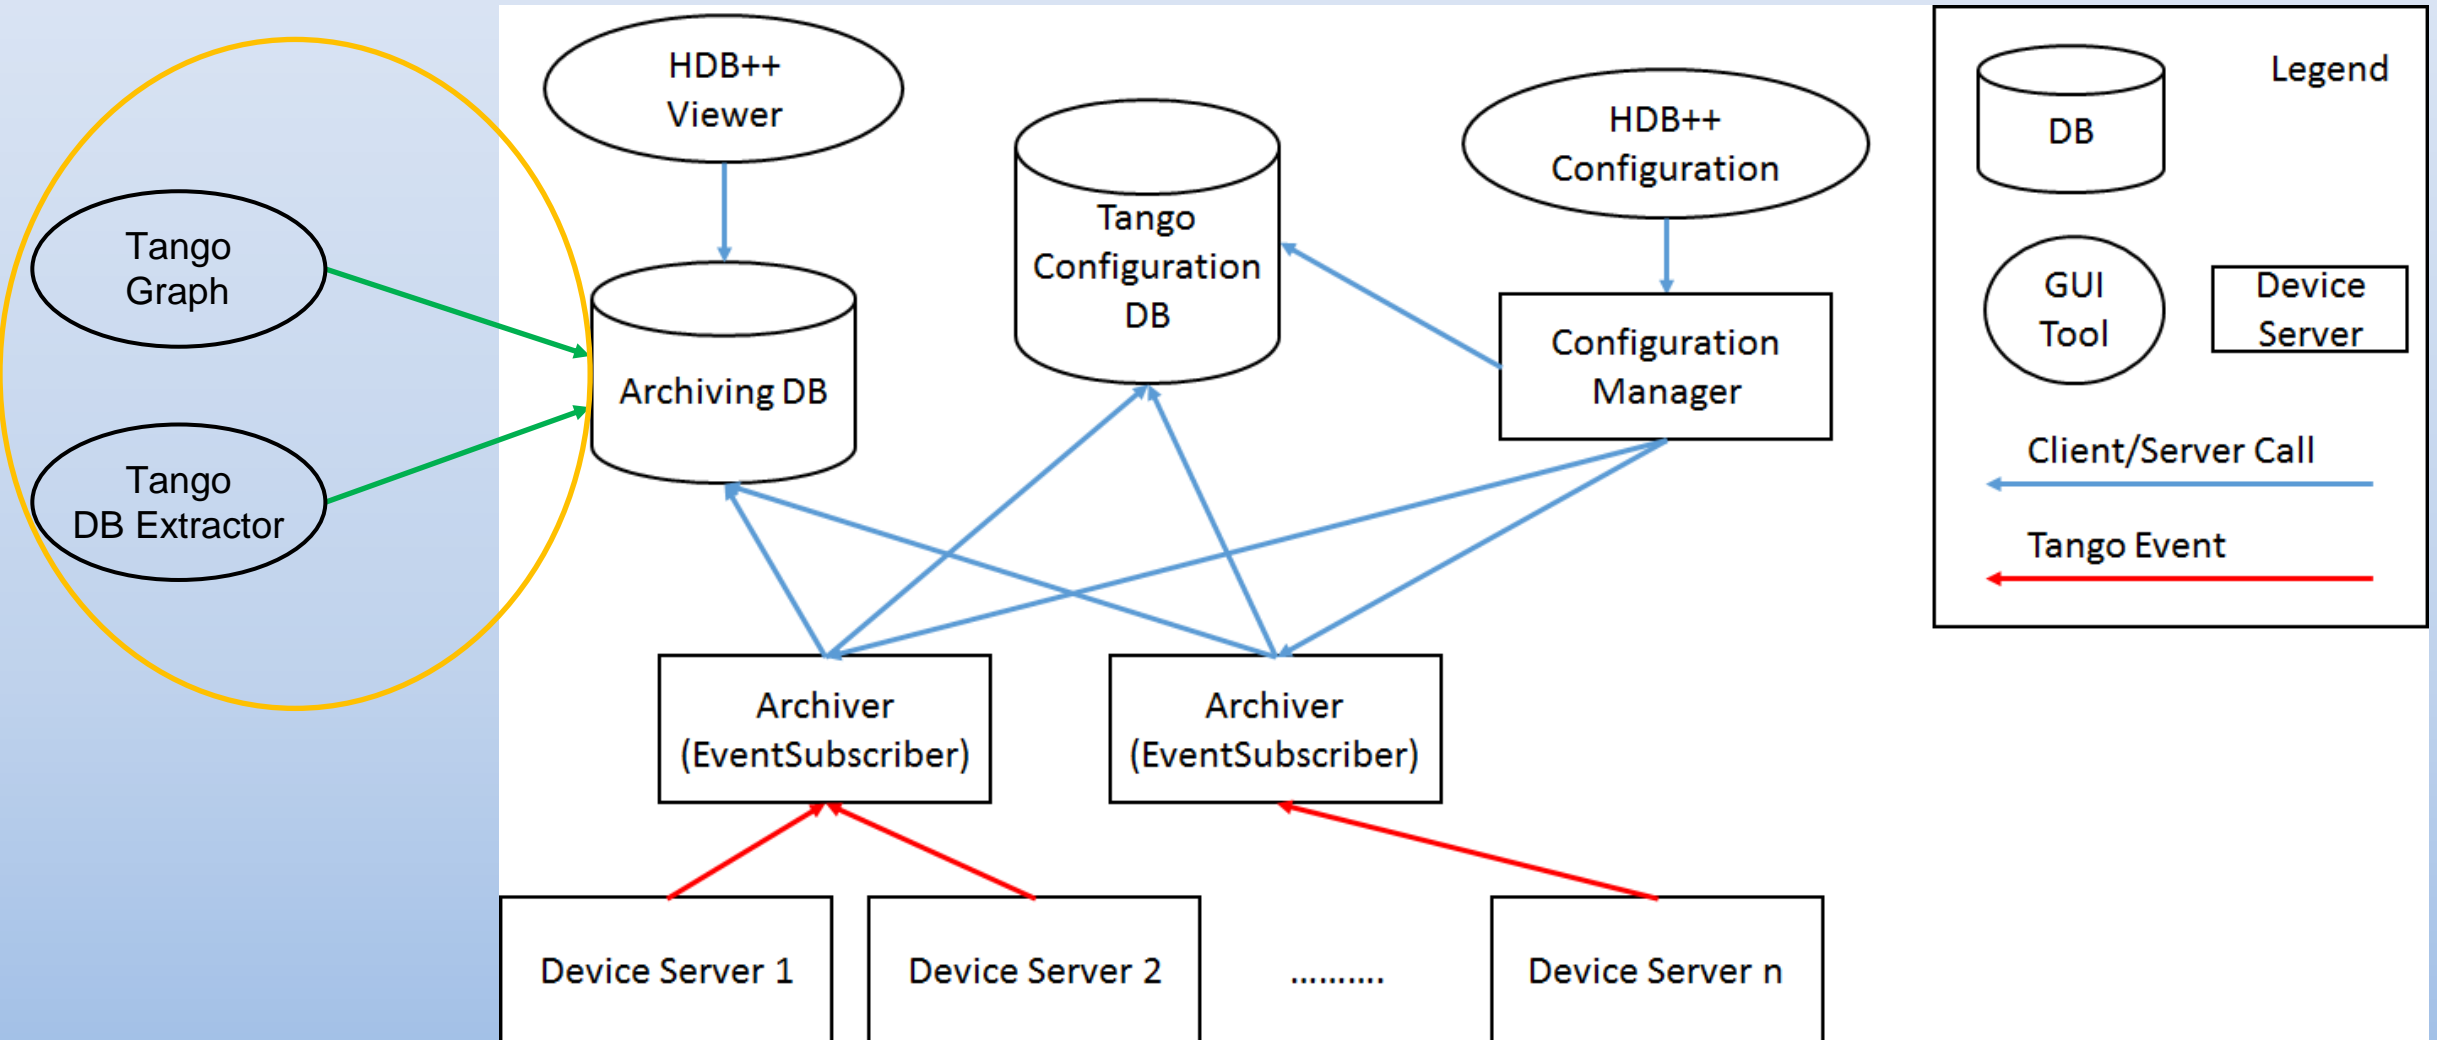 Tango
Graph
Tango
DB Extractor
HDB++
Viewer
Archiving DB
Tango
Configuration
DB
HDB++
Configuration
Configuration
Manager
Archiver
(EventSubscriber)
Archiver
(EventSubscriber)
Device Server 1
Device Server 2
..........
Device Server n
Legend
DB
GUI
Tool
Device
Server
Client/Server Call
Tango Event